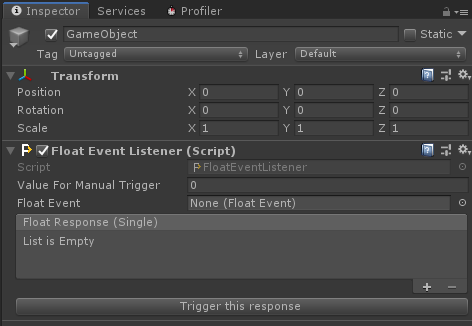 Inspector Services Profiler
GameObject Static
Tag Untagged Layer Default
Transform
Position X 0 Y 0 Z 0
Rotation X 0 Y 0 Z 0
Scale X 1 Y 1 Z 1
Float Event Listener (Script)
Script FloatEventListener
Value For Manual Trigger 0
Float Event None (Float Event)
Float Response (Single)
List is Empty
+ −
Trigger this response